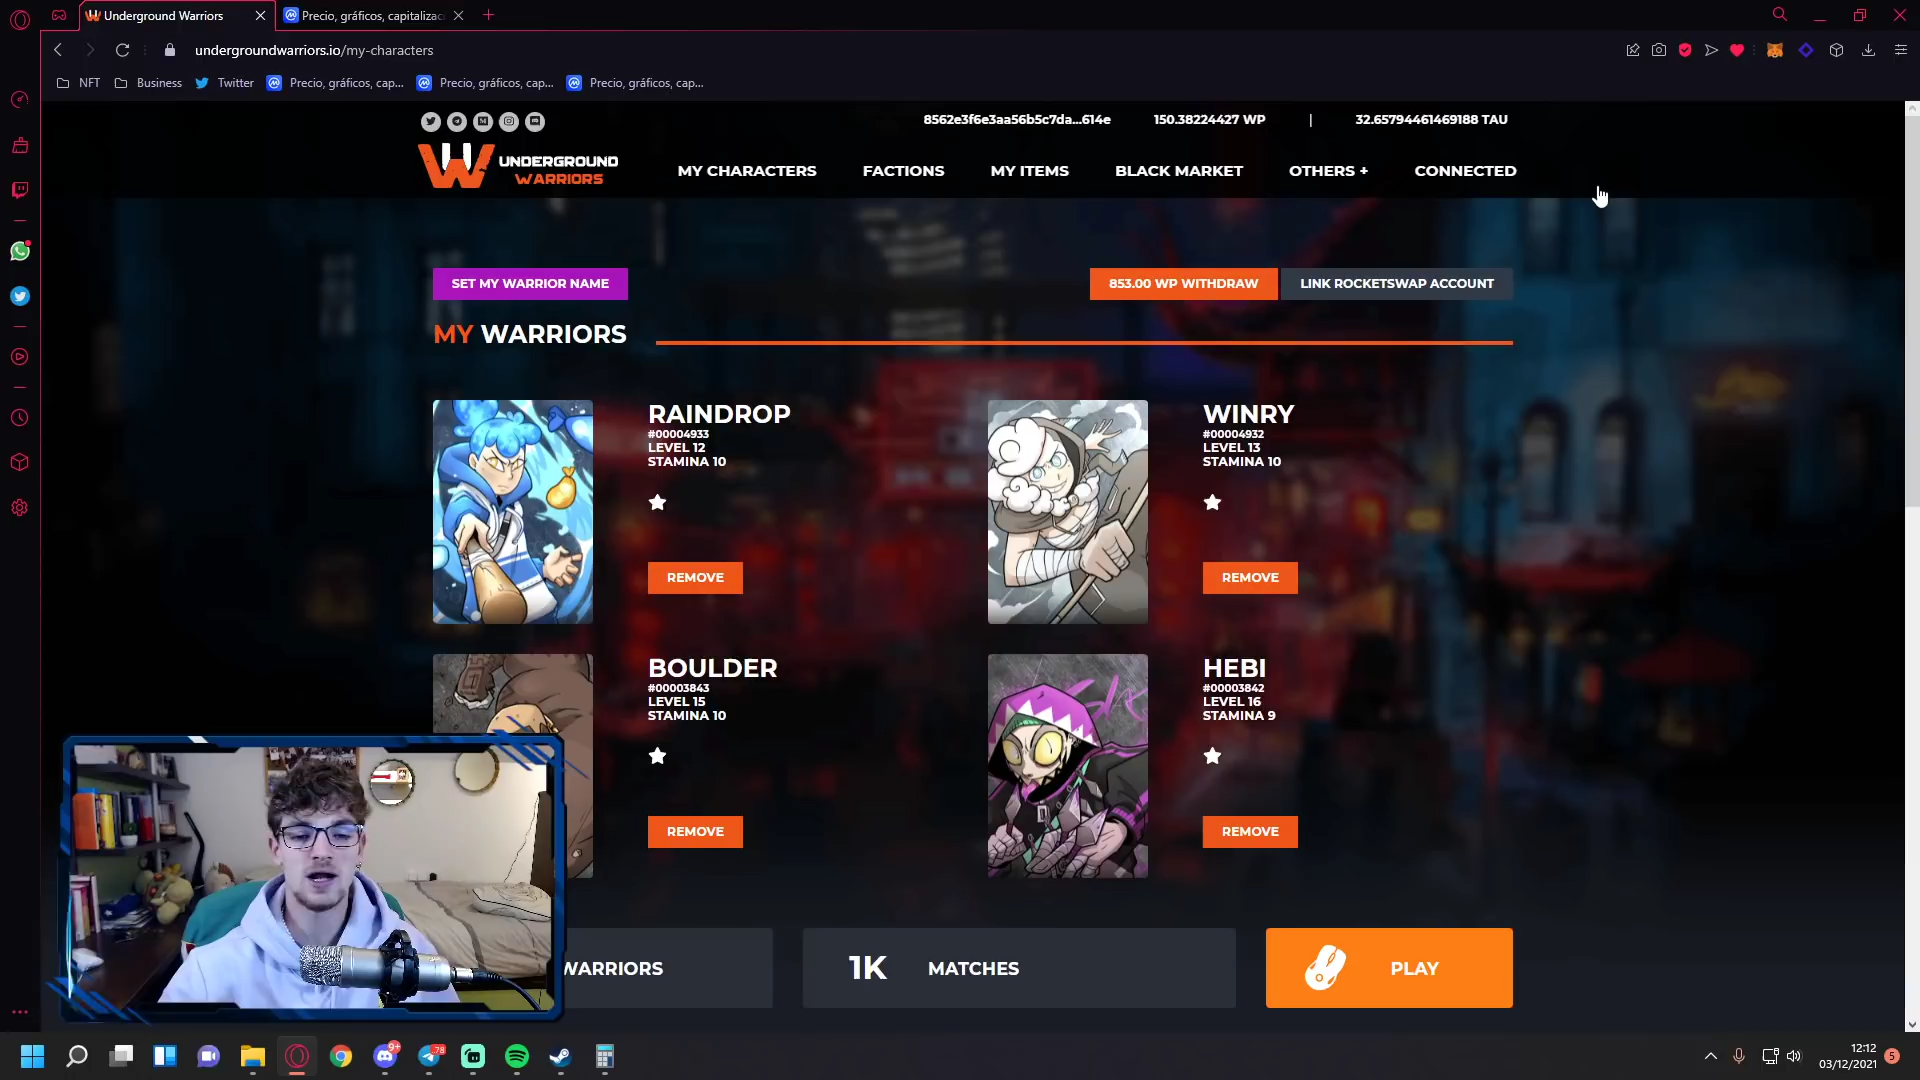 Underground Warriors
Precio, gráficos, capitalizac
undergroundwarriors.io/my-characters
NFT
Business
Twitter
Precio, gráficos, cap...
Precio, gráficos, cap...
Precio, gráficos, cap...
8562e3f6e3aa56b5c7da...614e
150.38224427 WP
|
32.65794461469188 TAU
UNDERGROUND
WARRIORS
MY CHARACTERS
FACTIONS
MY ITEMS
BLACK MARKET
OTHERS +
CONNECTED
SET MY WARRIOR NAME
853.00 WP WITHDRAW
LINK ROCKETSWAP ACCOUNT
MY WARRIORS
RAINDROP
#00004933
LEVEL 12
STAMINA 10
REMOVE
WINRY
#00004932
LEVEL 13
STAMINA 10
REMOVE
BOULDER
#00003843
LEVEL 15
STAMINA 10
REMOVE
HEBI
#00003842
LEVEL 16
STAMINA 9
REMOVE
WARRIORS
1K MATCHES
PLAY
9+
78
12:12
03/12/2021
5